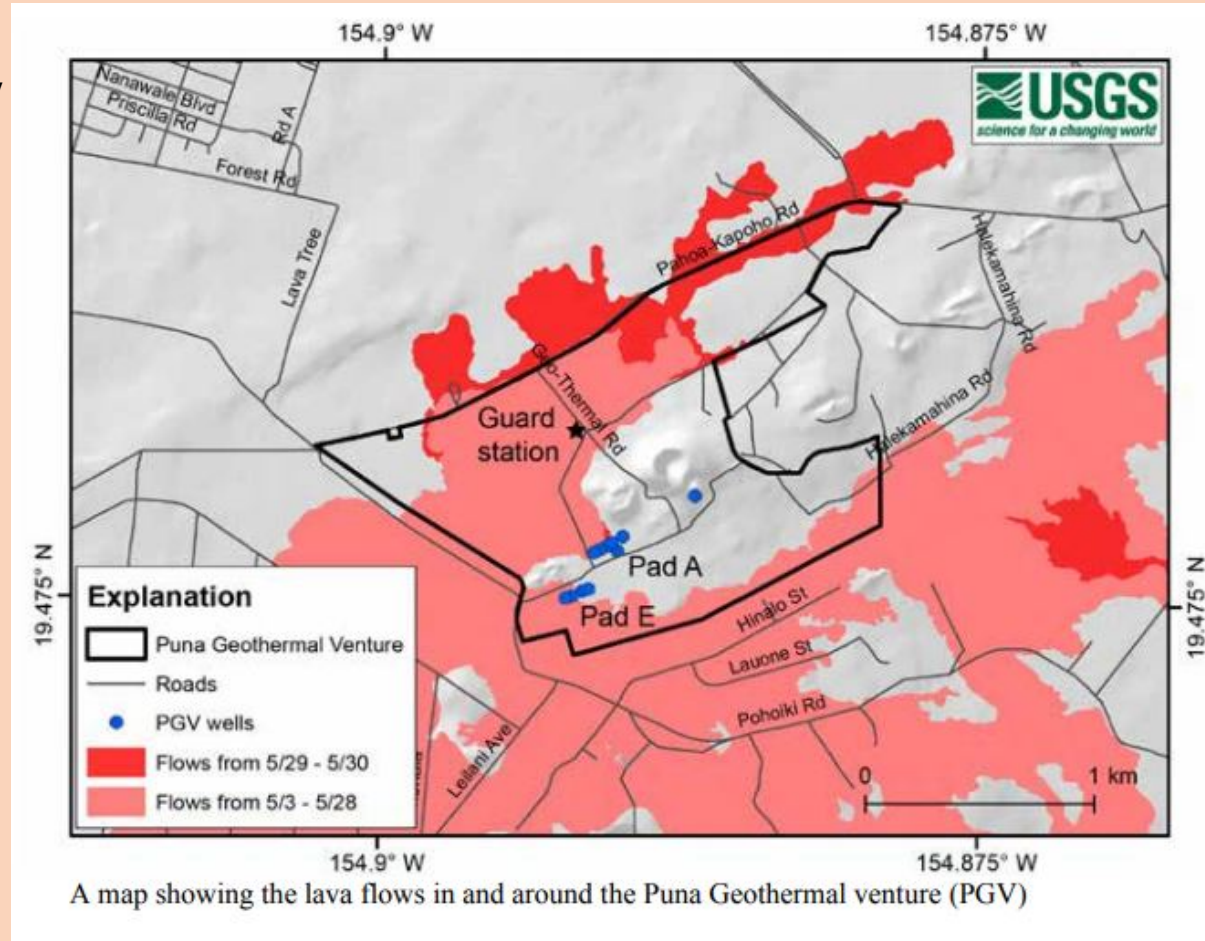 154.9° W
154.875° W
USGS
science for a changing world
Nanawale Blvd
Priscilla Rd
Rd A
Forest Rd
Lava Tree
Pahoa-Kapoho Rd
Halekamahina Rd
Geo-Thermal Rd
Guard
station
Halekamahina Rd
Pad A
Pad E
Hinalo St
Lauone St
Pohoiki Rd
Leilani Ave
19.475° N
19.475° N
Explanation
Puna Geothermal Venture
Roads
PGV wells
Flows from 5/29 - 5/30
Flows from 5/3 - 5/28
0
1 km
154.9° W
154.875° W
A map showing the lava flows in and around the Puna Geothermal venture (PGV)